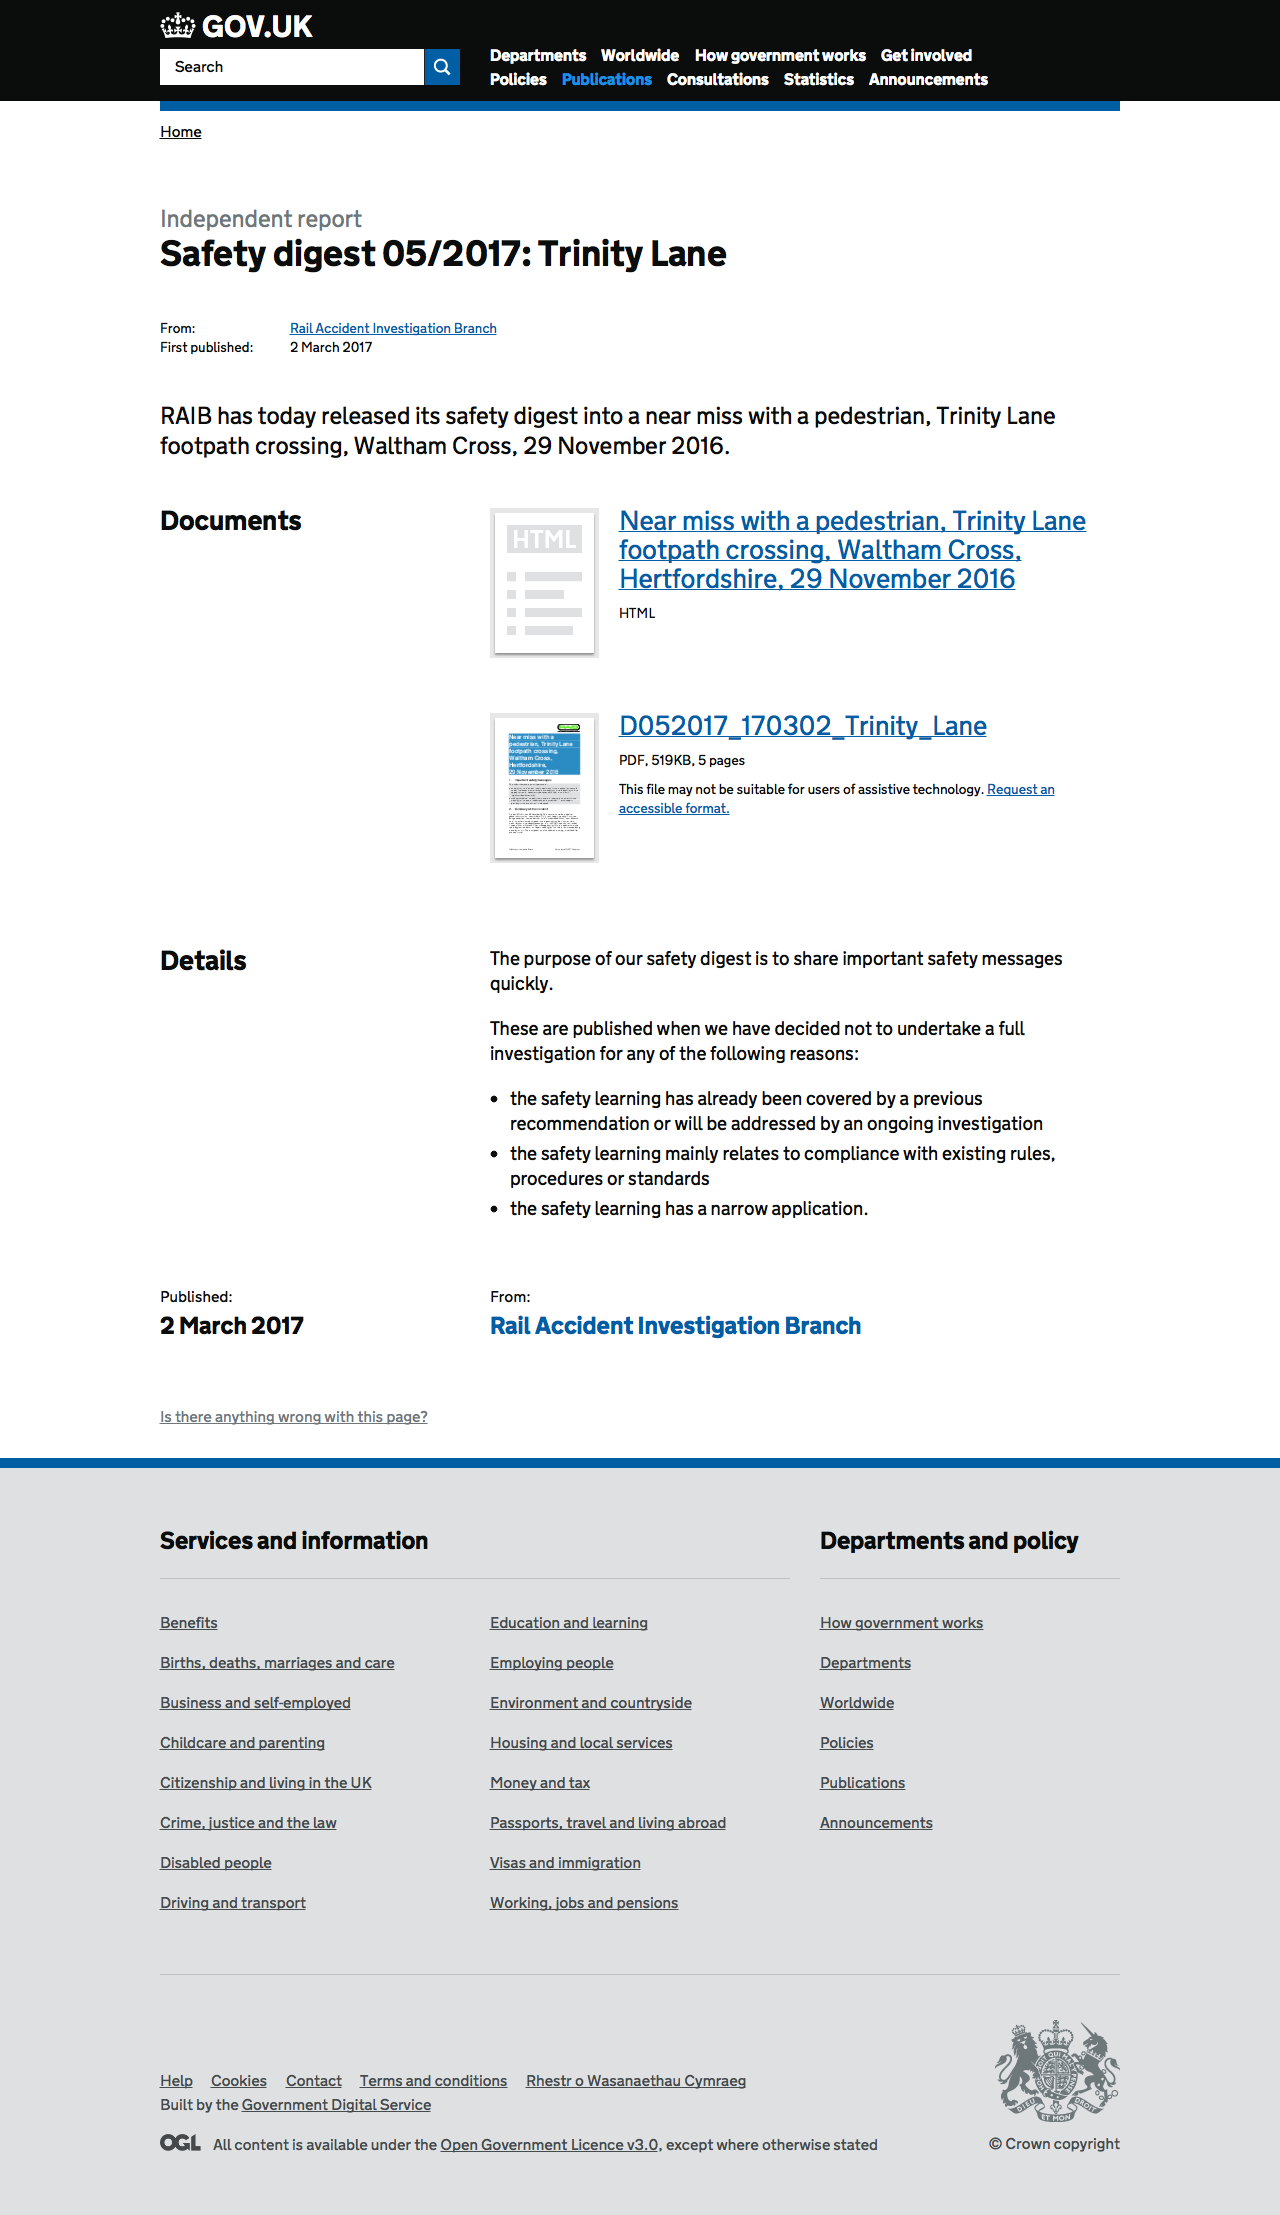 GOV.UK
Search
Departments Worldwide How government works Get involved
Policies Publications Consultations Statistics Announcements
Home
Independent report
Safety digest 05/2017: Trinity Lane
From: Rail Accident Investigation Branch
First published: 2 March 2017
RAIB has today released its safety digest into a near miss with a pedestrian, Trinity Lane
footpath crossing, Waltham Cross, 29 November 2016.
Documents
HTML
Near miss with a pedestrian, Trinity Lane
footpath crossing, Waltham Cross,
Hertfordshire, 29 November 2016
HTML
Near miss with a
pedestrian, Trinity Lane
footpath crossing,
Waltham Cross,
Hertfordshire,
29 November 2016
D052017_170302_Trinity_Lane
PDF, 519KB, 5 pages
This file may not be suitable for users of assistive technology. Request an
accessible format.
Details
The purpose of our safety digest is to share important safety messages
quickly.
These are published when we have decided not to undertake a full
investigation for any of the following reasons:
• the safety learning has already been covered by a previous
recommendation or will be addressed by an ongoing investigation
• the safety learning mainly relates to compliance with existing rules,
procedures or standards
• the safety learning has a narrow application.
Published:
2 March 2017
From:
Rail Accident Investigation Branch
Is there anything wrong with this page?
Services and information
Benefits
Births, deaths, marriages and care
Business and self-employed
Childcare and parenting
Citizenship and living in the UK
Crime, justice and the law
Disabled people
Driving and transport
Education and learning
Employing people
Environment and countryside
Housing and local services
Money and tax
Passports, travel and living abroad
Visas and immigration
Working, jobs and pensions
Departments and policy
How government works
Departments
Worldwide
Policies
Publications
Announcements
Help Cookies Contact Terms and conditions Rhestr o Wasanaethau Cymraeg
Built by the Government Digital Service
OGL All content is available under the Open Government Licence v3.0, except where otherwise stated
DIEU ET MON DROIT
© Crown copyright